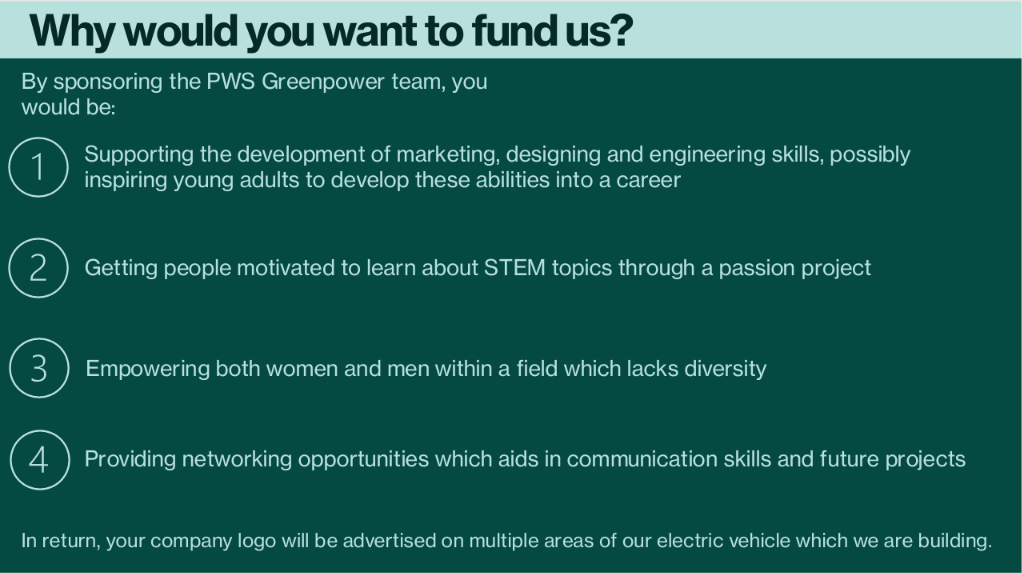 Why would you want to fund us?
By sponsoring the PWS Greenpower team, you
would be:
1
Supporting the development of marketing, designing and engineering skills, possibly
inspiring young adults to develop these abilities into a career
2
Getting people motivated to learn about STEM topics through a passion project
3
Empowering both women and men within a field which lacks diversity
4
Providing networking opportunities which aids in communication skills and future projects
In return, your company logo will be advertised on multiple areas of our electric vehicle which we are building.